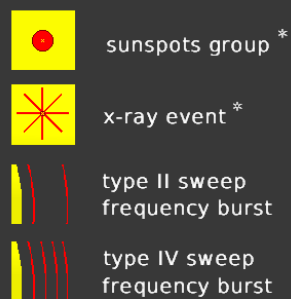 sunspots group *
x-ray event *
type II sweep
frequency burst
type IV sweep
frequency burst